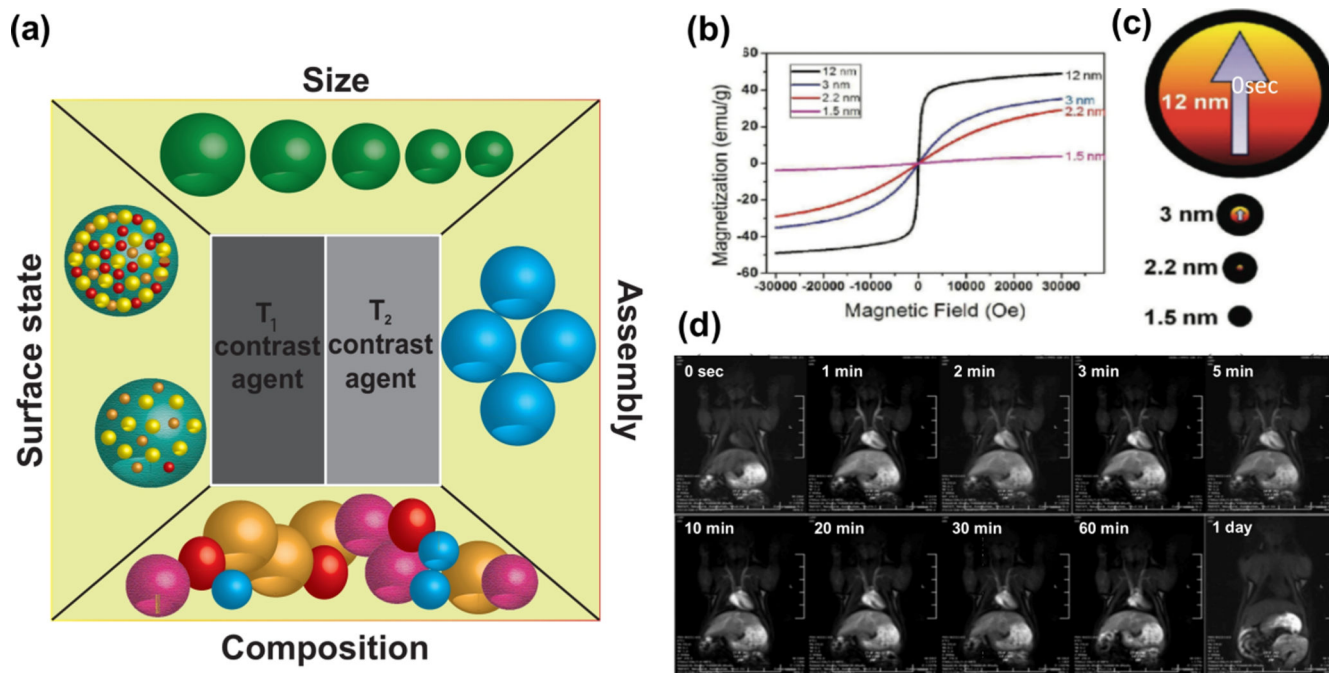 (a)
Size
Surface state
T1
contrast
agent
T2
contrast
agent
Assembly
Composition
(b)
Magnetization (emu/g)
60
40
20
0
-20
-40
-60
12 nm
3 nm
2.2 nm
1.5 nm
12 nm
3 nm
2.2 nm
1.5 nm
-30000 -20000 -10000 0 10000 20000 30000
Magnetic Field (Oe)
(c)
0sec
12 nm
3 nm
2.2 nm
1.5 nm
(d)
0 sec 1 min 2 min 3 min 5 min
10 min 20 min 30 min 60 min 1 day